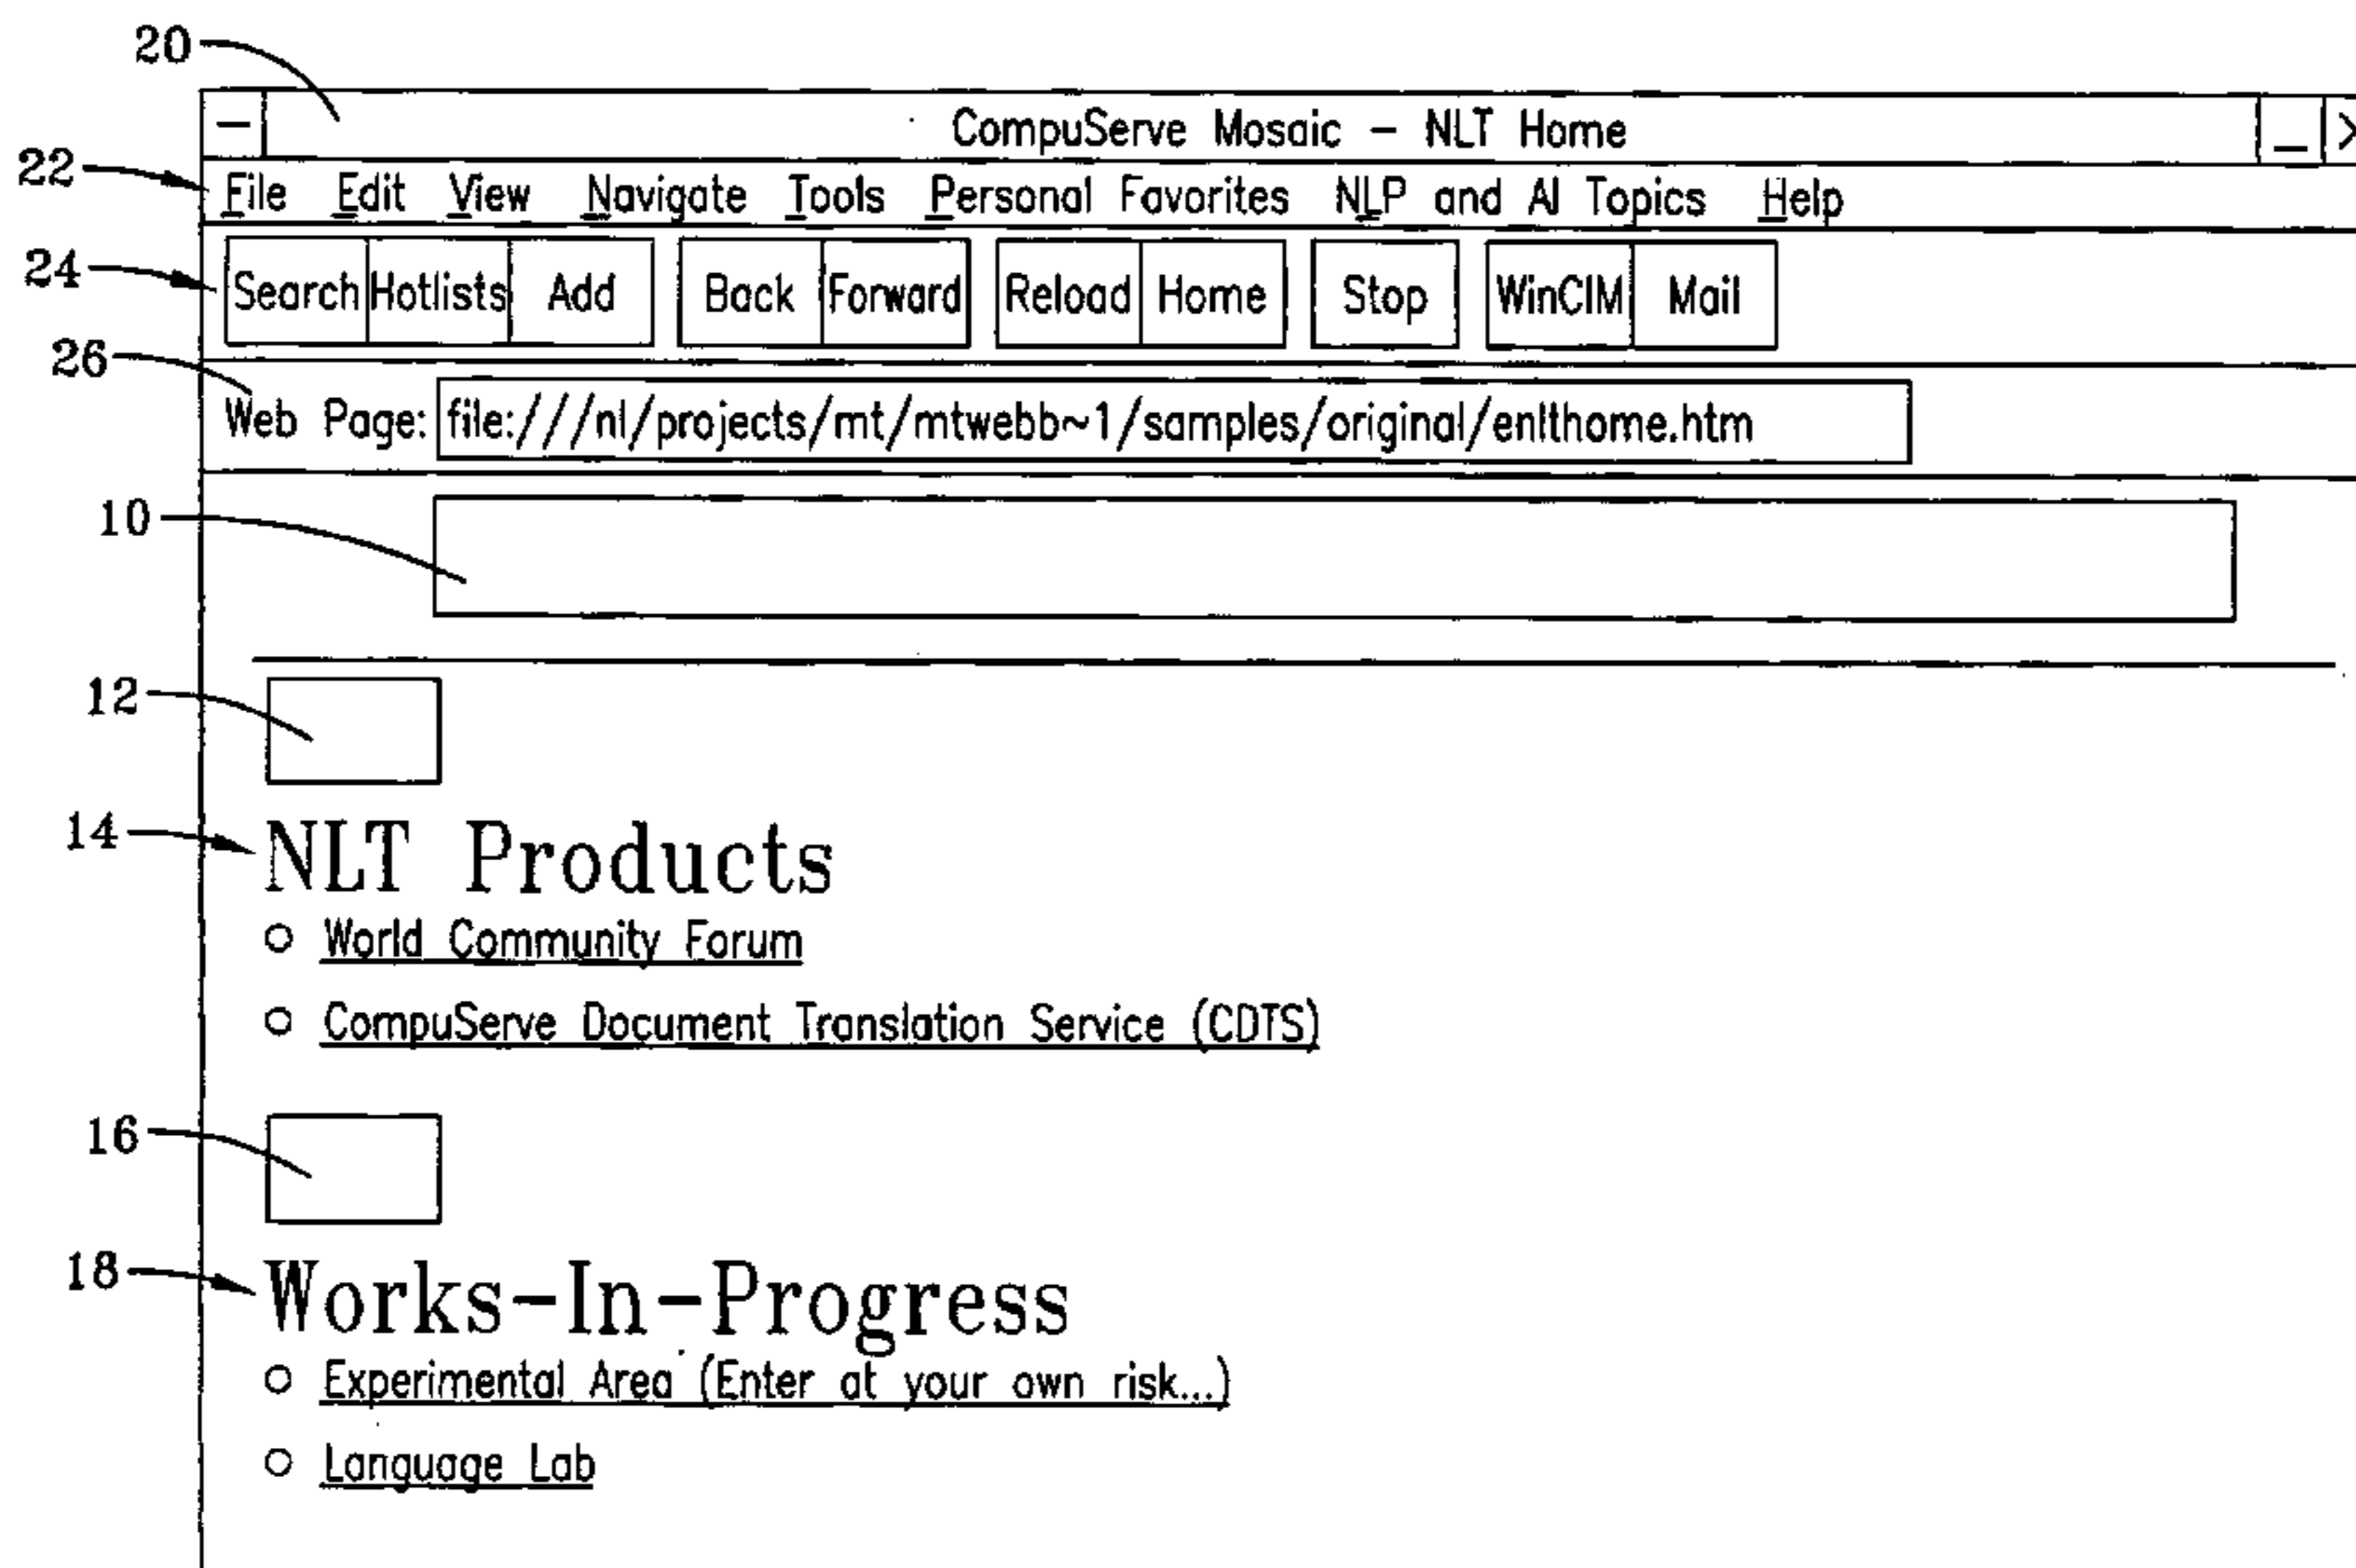 20
CompuServe Mosaic - NLT Home
22 File Edit View Navigate Tools Personal Favorites NLP and AI Topics Help
24 Search Hotlists Add Back Forward Reload Home Stop WinCIM Mail
26
Web Page: file:///nl/projects/mt/mtwebb~1/samples/original/enlthome.htm
10
12
14 NLT Products
World Community Forum
CompuServe Document Translation Service (CDTS)
16
18 Works-In-Progress
Experimental Area (Enter at your own risk...)
Language Lab